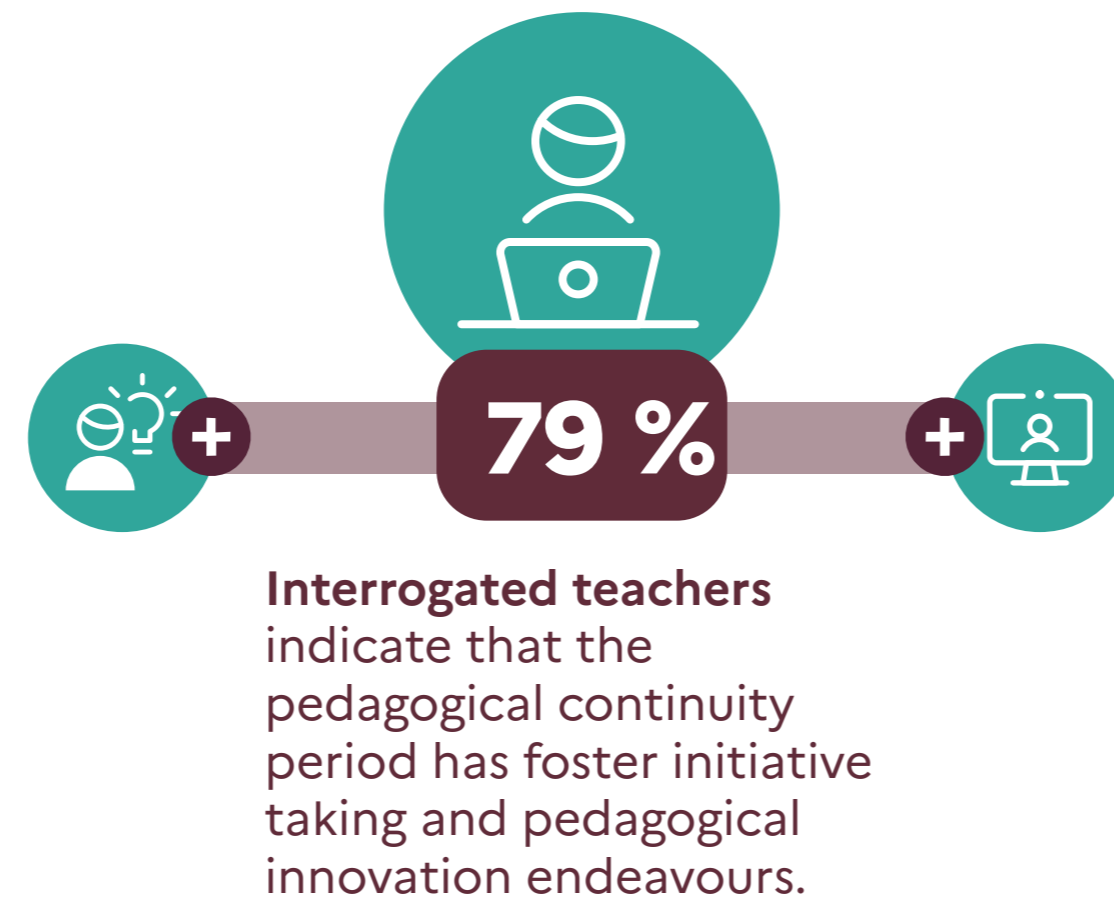 + 79 % +
Interrogated teachers
indicate that the
pedagogical continuity
period has foster initiative
taking and pedagogical
innovation endeavours.